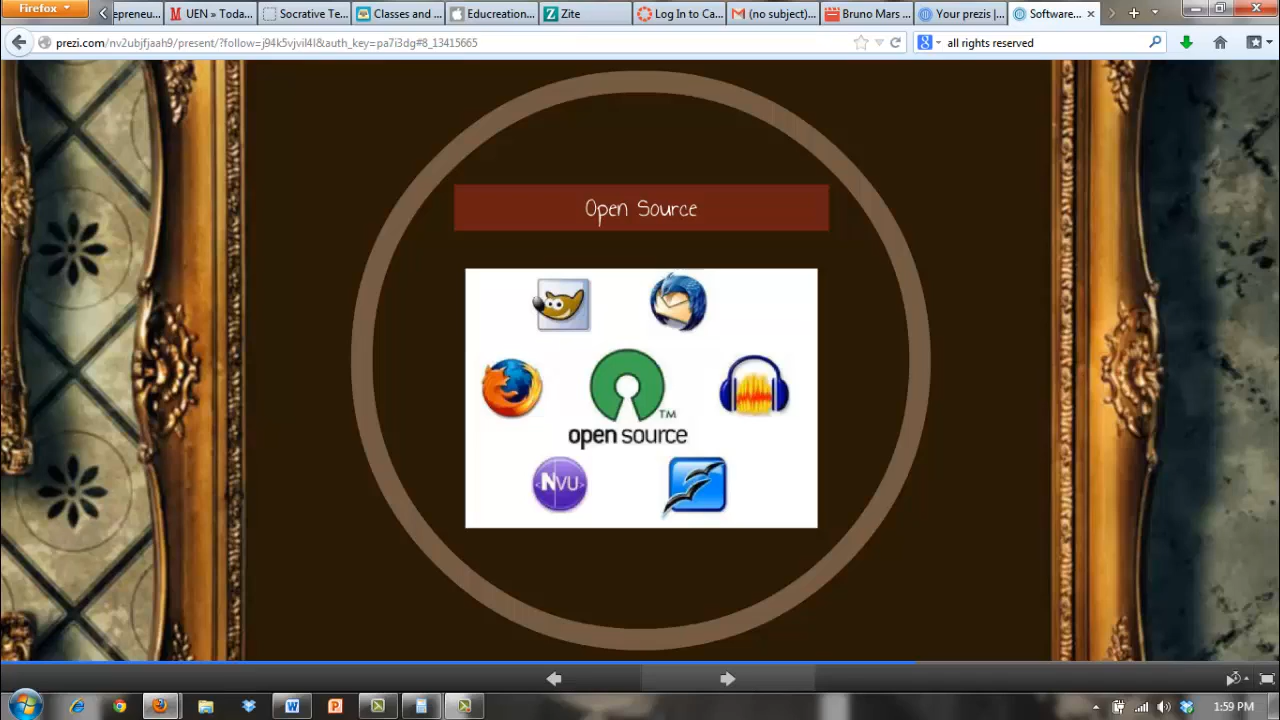 Firefox
epreneu...
UEN » Toda...
Socrative Te...
Classes and ...
Educreation...
Zite
Log In to Ca...
(no subject)...
Bruno Mars ...
Your prezis |...
Software...
prezi.com/nv2ubjfjaah9/present/?follow=j94k5vjvil4l&auth_key=pa7i3dg#8_13415665
all rights reserved
Open Source
TM
open source
<NVU>
1:59 PM